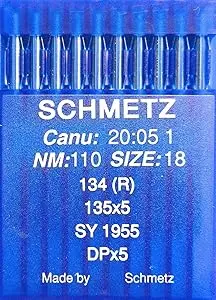 SCHMETZ
Canu: 20:05 1
NM:110 SIZE:18
134 (R)
135x5
SY 1955
DPx5
Made by Schmetz